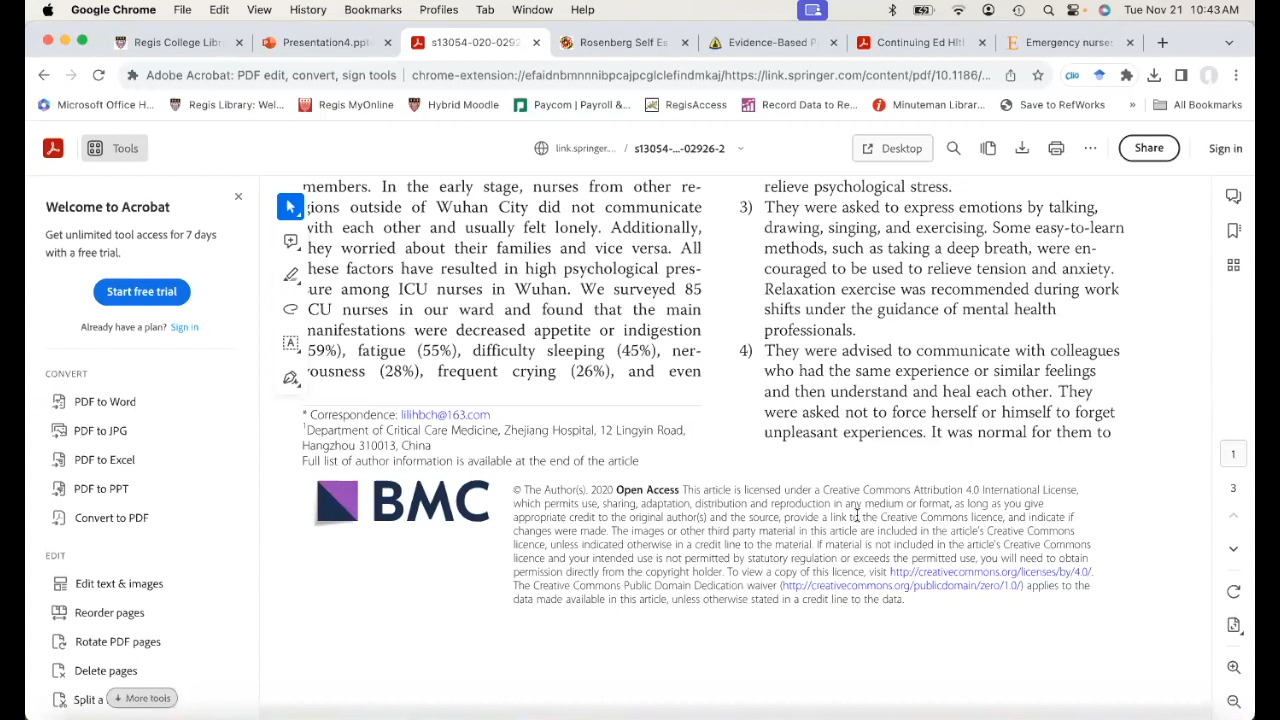 Google Chrome File Edit View History Bookmarks Profiles Tab Window Help Tue Nov 21 10:43 AM
Regis College Lib
Presentation4.pptx
s13054-020-0292
Rosenberg Self Es
Evidence-Based P
Continuing Ed Hlth
Emergency nurses
Adobe Acrobat: PDF edit, convert, sign tools chrome-extension://efaidnbmnnnibpcajpcglclefindmkaj/https://link.springer.com/content/pdf/10.1186/...
Microsoft Office H...
Regis Library: Wel...
Regis MyOnline
Hybrid Moodle
Paycom | Payroll &...
RegisAccess
Record Data to Re...
Minuteman Librar...
Save to RefWorks
»
All Bookmarks
Tools
link.springer... / s13054-...-02926-2
Desktop
Share
Sign in
Welcome to Acrobat
Get unlimited tool access for 7 days
with a free trial.
Start free trial
Already have a plan? Sign in
CONVERT
PDF to Word
PDF to JPG
PDF to Excel
PDF to PPT
Convert to PDF
EDIT
Edit text & images
Reorder pages
Rotate PDF pages
Delete pages
Split a
More tools
members. In the early stage, nurses from other re-
gions outside of Wuhan City did not communicate
with each other and usually felt lonely. Additionally,
they worried about their families and vice versa. All
these factors have resulted in high psychological pres-
sure among ICU nurses in Wuhan. We surveyed 85
ICU nurses in our ward and found that the main
manifestations were decreased appetite or indigestion
(59%), fatigue (55%), difficulty sleeping (45%), ner-
vousness (28%), frequent crying (26%), and even
* Correspondence: lilihbch@163.com
1Department of Critical Care Medicine, Zhejiang Hospital, 12 Lingyin Road,
Hangzhou 310013, China
Full list of author information is available at the end of the article
relieve psychological stress.
3) They were asked to express emotions by talking,
drawing, singing, and exercising. Some easy-to-learn
methods, such as taking a deep breath, were en-
couraged to be used to relieve tension and anxiety.
Relaxation exercise was recommended during work
shifts under the guidance of mental health
professionals.
4) They were advised to communicate with colleagues
who had the same experience or similar feelings
and then understand and heal each other. They
were asked not to force herself or himself to forget
unpleasant experiences. It was normal for them to
BMC
© The Author(s). 2020 Open Access This article is licensed under a Creative Commons Attribution 4.0 International License,
which permits use, sharing, adaptation, distribution and reproduction in any medium or format, as long as you give
appropriate credit to the original author(s) and the source, provide a link to the Creative Commons licence, and indicate if
changes were made. The images or other third party material in this article are included in the article's Creative Commons
licence, unless indicated otherwise in a credit line to the material. If material is not included in the article's Creative Commons
licence and your intended use is not permitted by statutory regulation or exceeds the permitted use, you will need to obtain
permission directly from the copyright holder. To view a copy of this licence, visit http://creativecommons.org/licenses/by/4.0/.
The Creative Commons Public Domain Dedication waiver (http://creativecommons.org/publicdomain/zero/1.0/) applies to the
data made available in this article, unless otherwise stated in a credit line to the data.
1
3